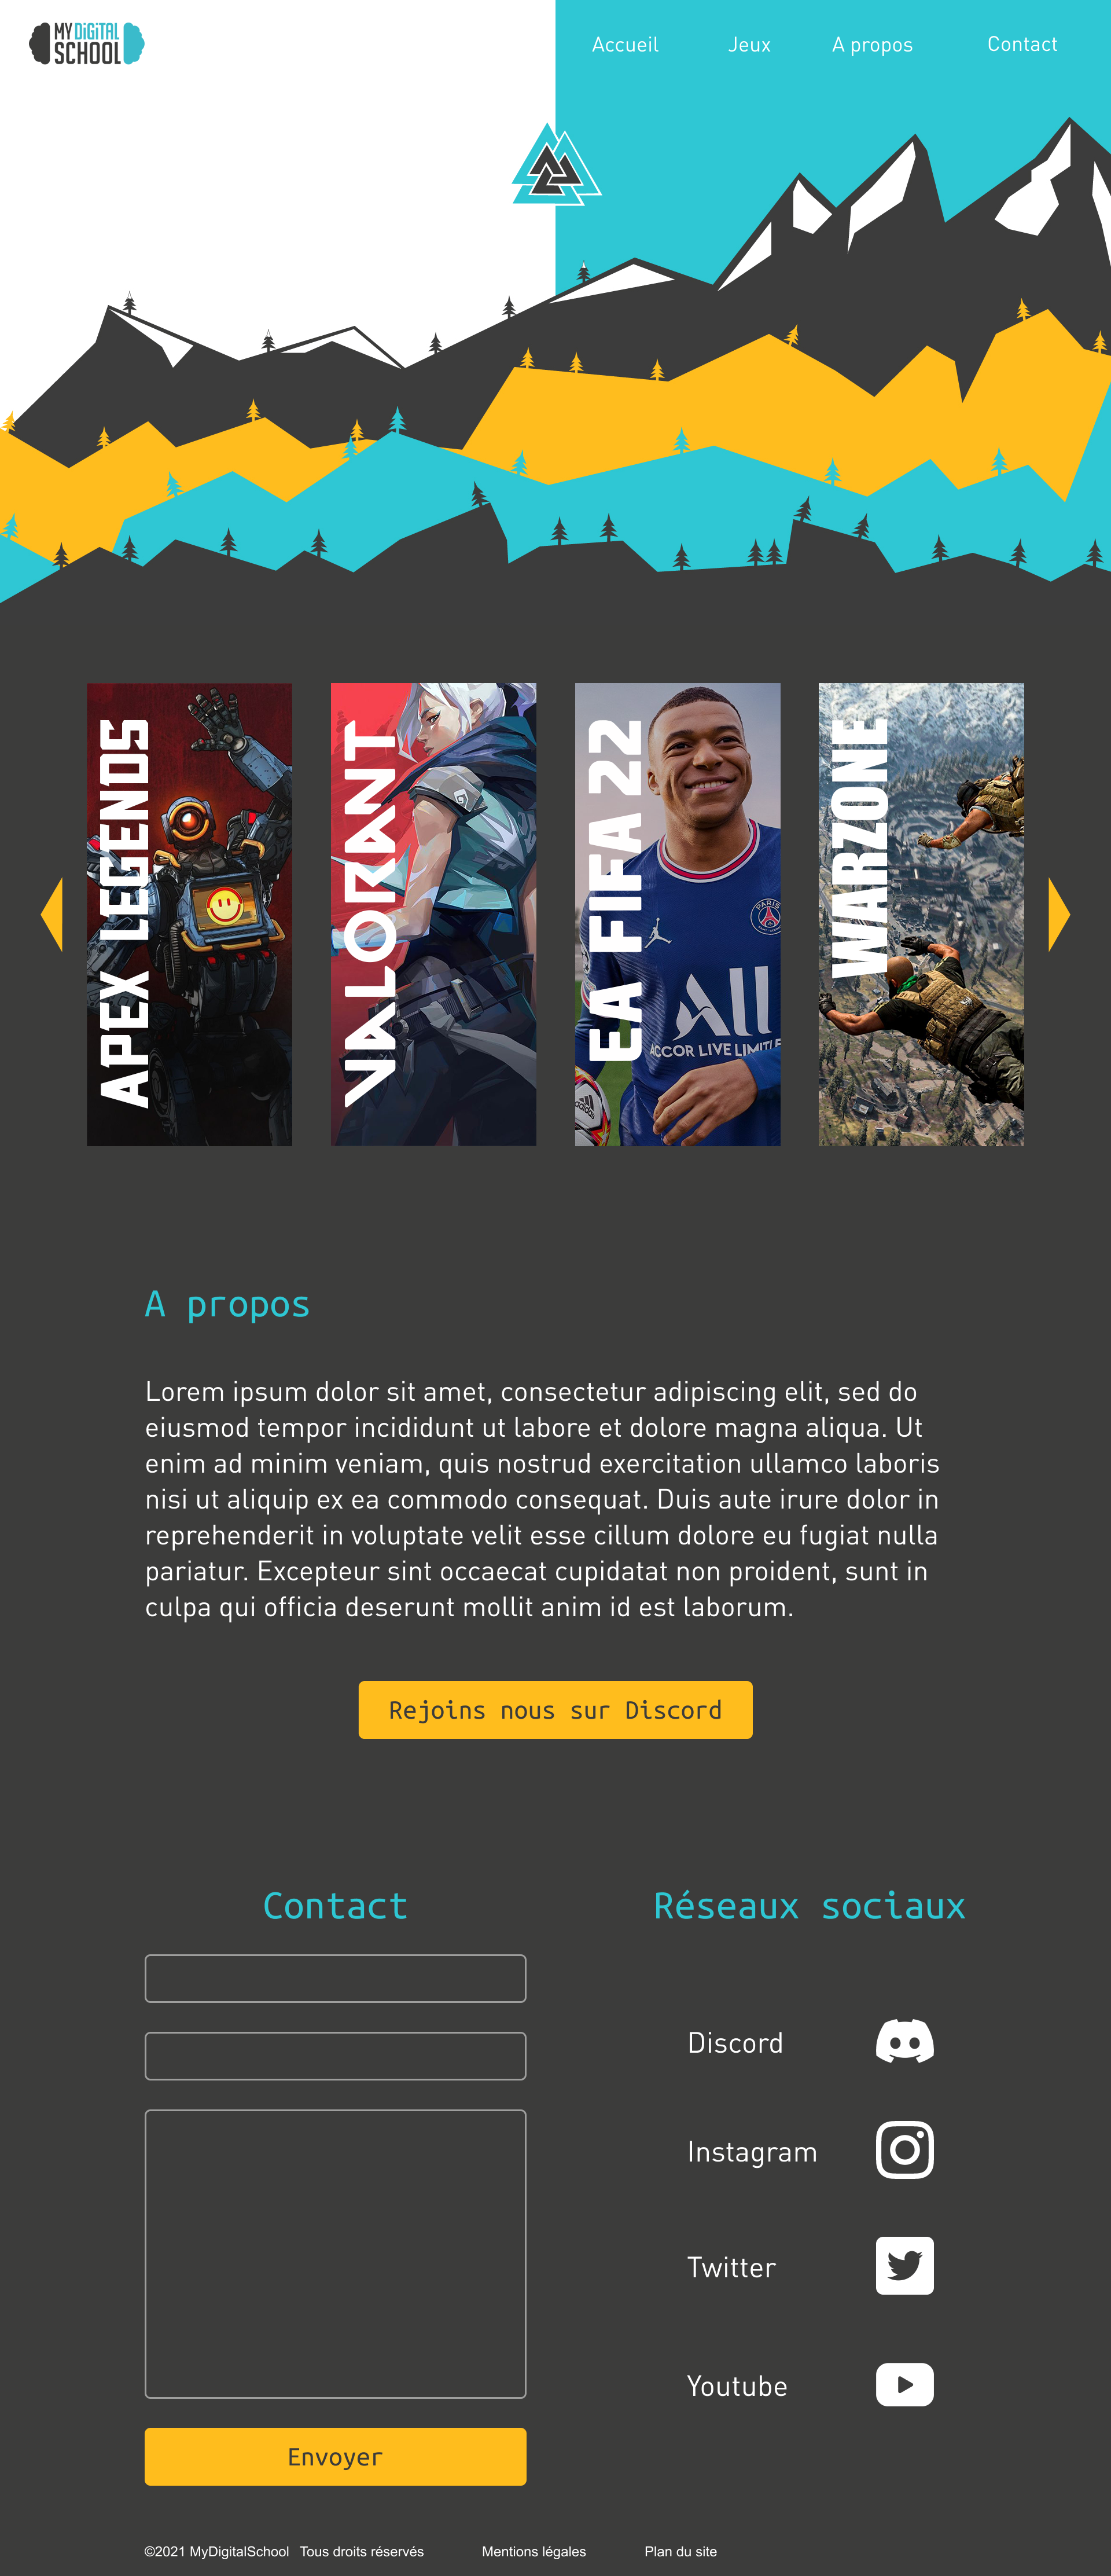 MY DiGiTAL
SCHOOL
Accueil
Jeux
A propos
Contact
APEX LEGENDS
VALORANT
EA FIFA 22
PARIS
All
ACCOR LIVE LIMITLE
adidas
WARZONE
A propos
Lorem ipsum dolor sit amet, consectetur adipiscing elit, sed do
eiusmod tempor incididunt ut labore et dolore magna aliqua. Ut
enim ad minim veniam, quis nostrud exercitation ullamco laboris
nisi ut aliquip ex ea commodo consequat. Duis aute irure dolor in
reprehenderit in voluptate velit esse cillum dolore eu fugiat nulla
pariatur. Excepteur sint occaecat cupidatat non proident, sunt in
culpa qui officia deserunt mollit anim id est laborum.
Rejoins nous sur Discord
Contact
Réseaux sociaux
Discord
Instagram
Twitter
Youtube
Envoyer
©2021 MyDigitalSchool Tous droits réservés
Mentions légales
Plan du site